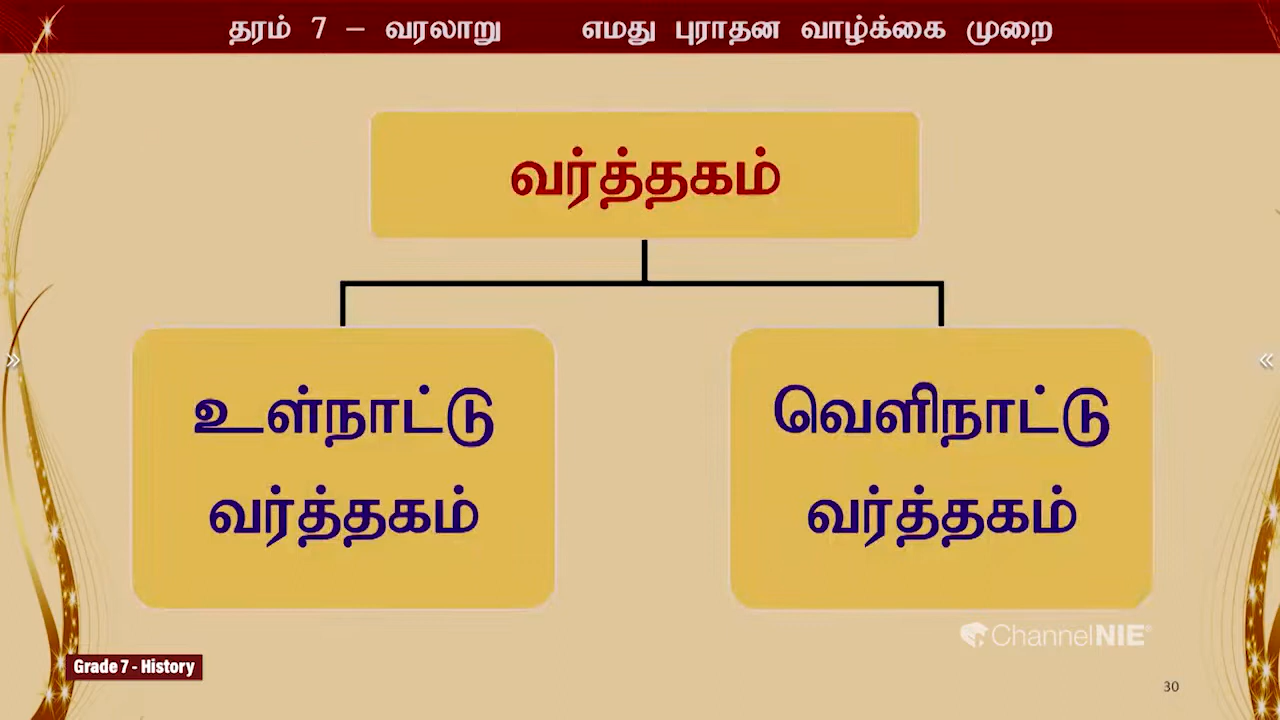 தரம் 7 – வரலாறு எமது புராதன வாழ்க்கை முறை
வர்த்தகம்
உள்நாட்டு
வர்த்தகம்
வெளிநாட்டு
வர்த்தகம்
ChannelNIE
Grade 7 - History
30